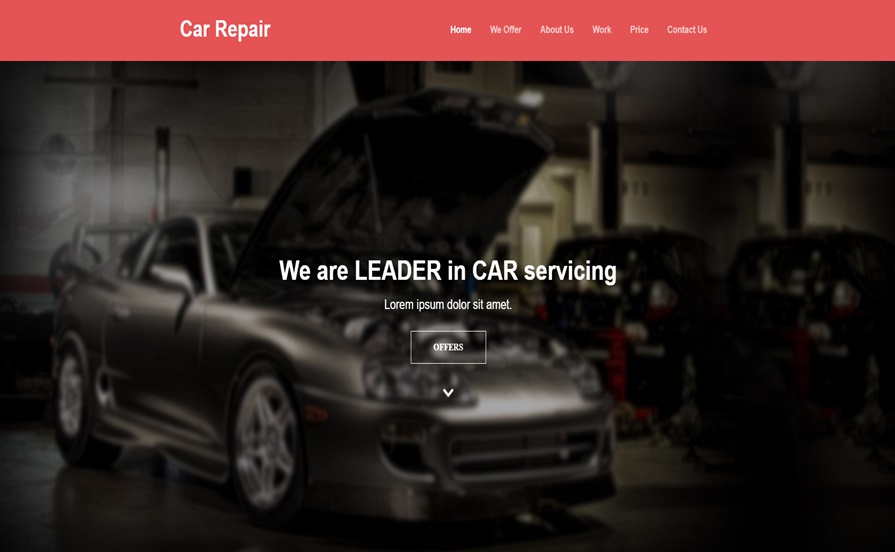 Car Repair
Home We Offer About Us Work Price Contact Us
We are LEADER in CAR servicing
Lorem ipsum dolor sit amet.
OFFERS